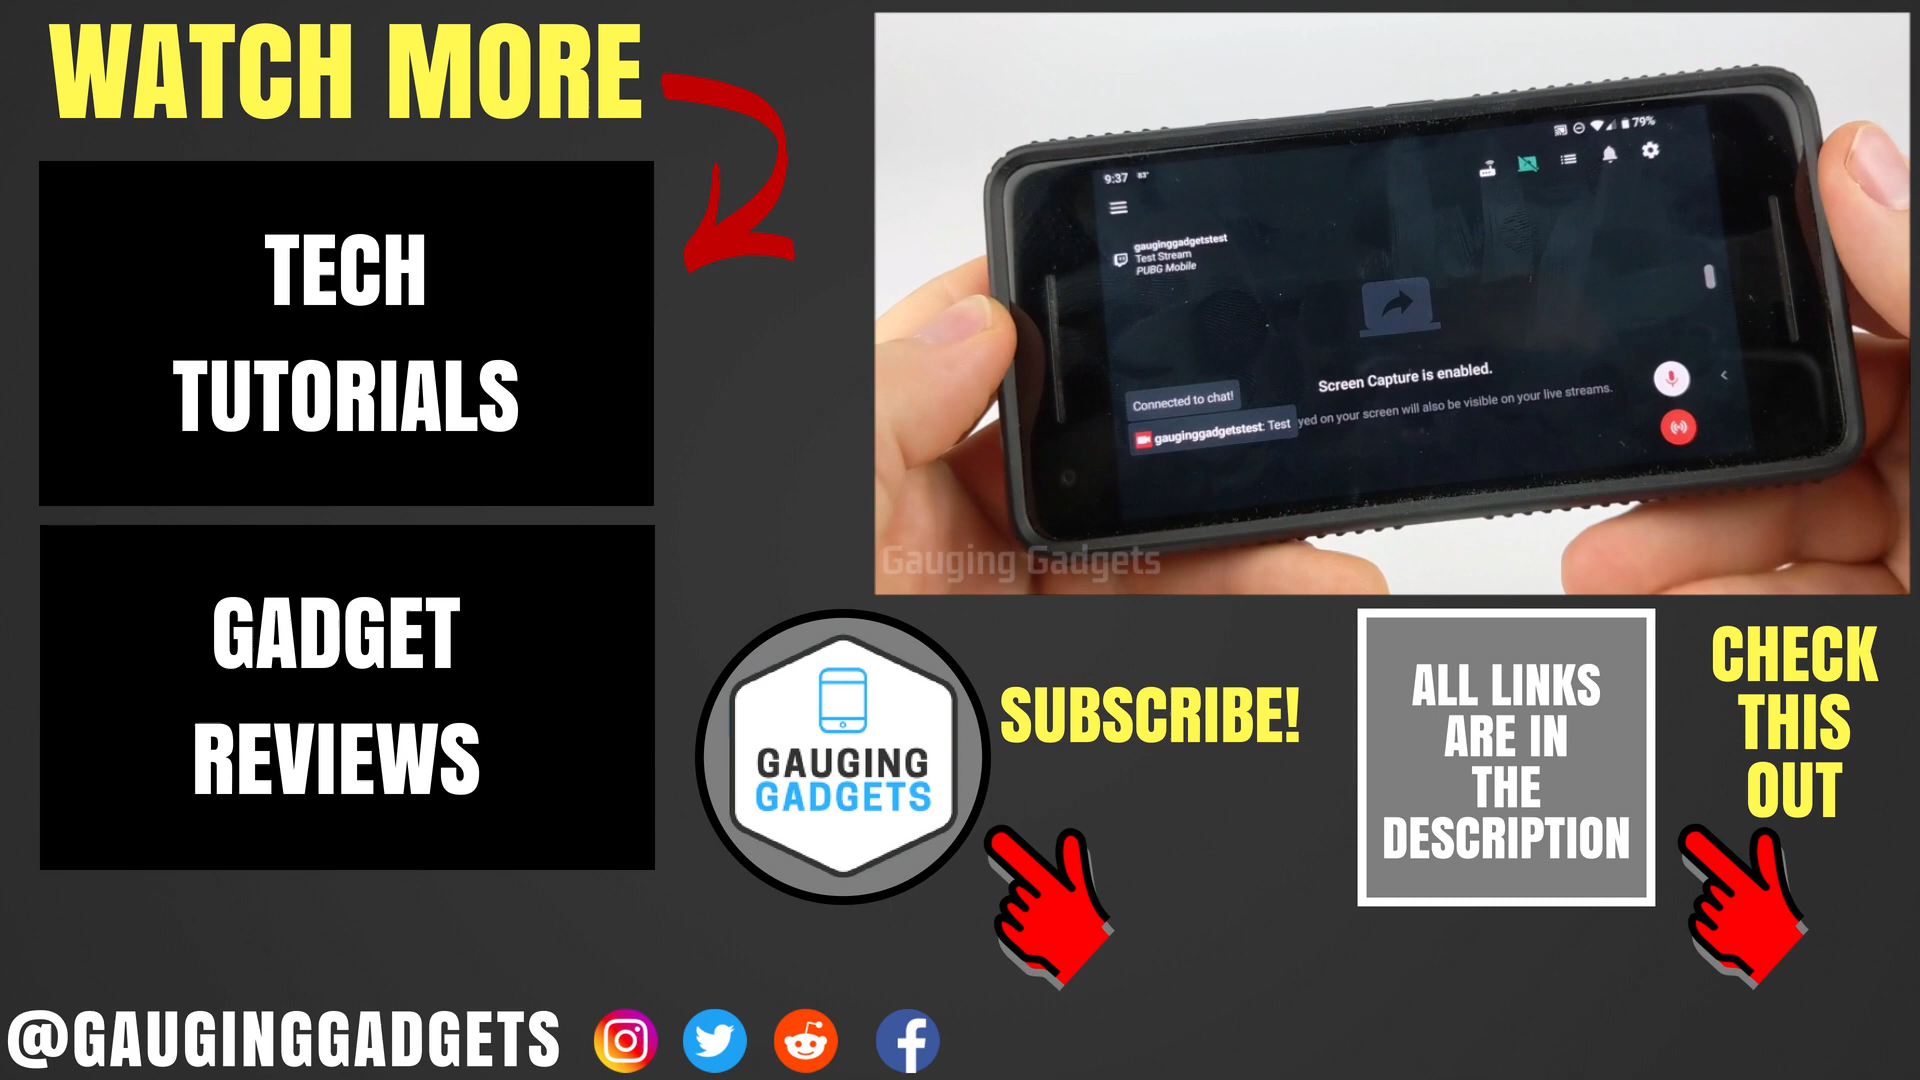 WATCH MORE
TECH
TUTORIALS
GADGET
REVIEWS
9:37 83°
79%
gauginggadgetstest
Test Stream
PUBG Mobile
Screen Capture is enabled.
Connected to chat!
yed on your screen will also be visible on your live streams.
gauginggadgetstest: Test
Gauging Gadgets
GAUGING
GADGETS
SUBSCRIBE!
ALL LINKS
ARE IN
THE
DESCRIPTION
CHECK
THIS
OUT
@GAUGINGGADGETS